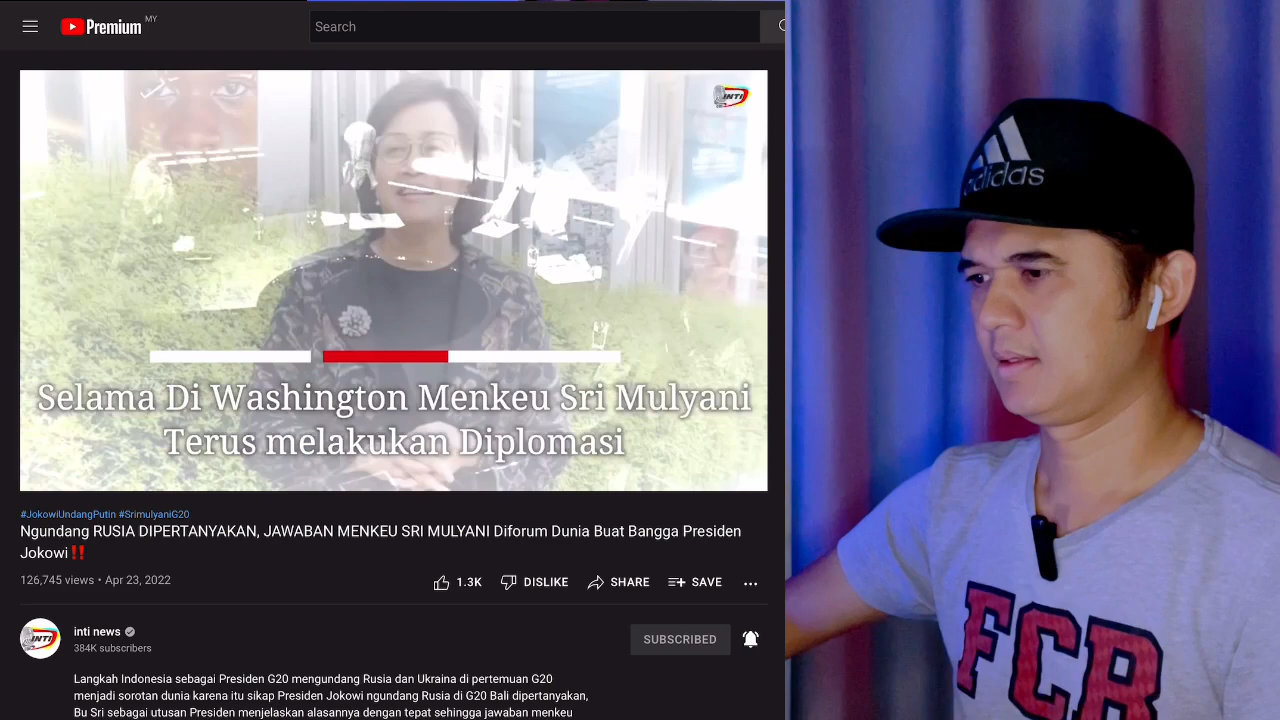 Premium MY
Search
INTI
Selama Di Washington Menkeu Sri Mulyani
Terus melakukan Diplomasi
#JokowiUndangPutin #SrimulyaniG20
Ngundang RUSIA DIPERTANYAKAN, JAWABAN MENKEU SRI MULYANI Diforum Dunia Buat Bangga Presiden
Jokowi‼️
126,745 views • Apr 23, 2022
1.3K DISLIKE SHARE SAVE
INTI
inti news
384K subscribers
SUBSCRIBED
Langkah Indonesia sebagai Presiden G20 mengundang Rusia dan Ukraina di pertemuan G20
menjadi sorotan dunia karena itu sikap Presiden Jokowi ngundang Rusia di G20 Bali dipertanyakan,
Bu Sri sebagai utusan Presiden menjelaskan alasannya dengan tepat sehingga jawaban menkeu
adidas
FCR